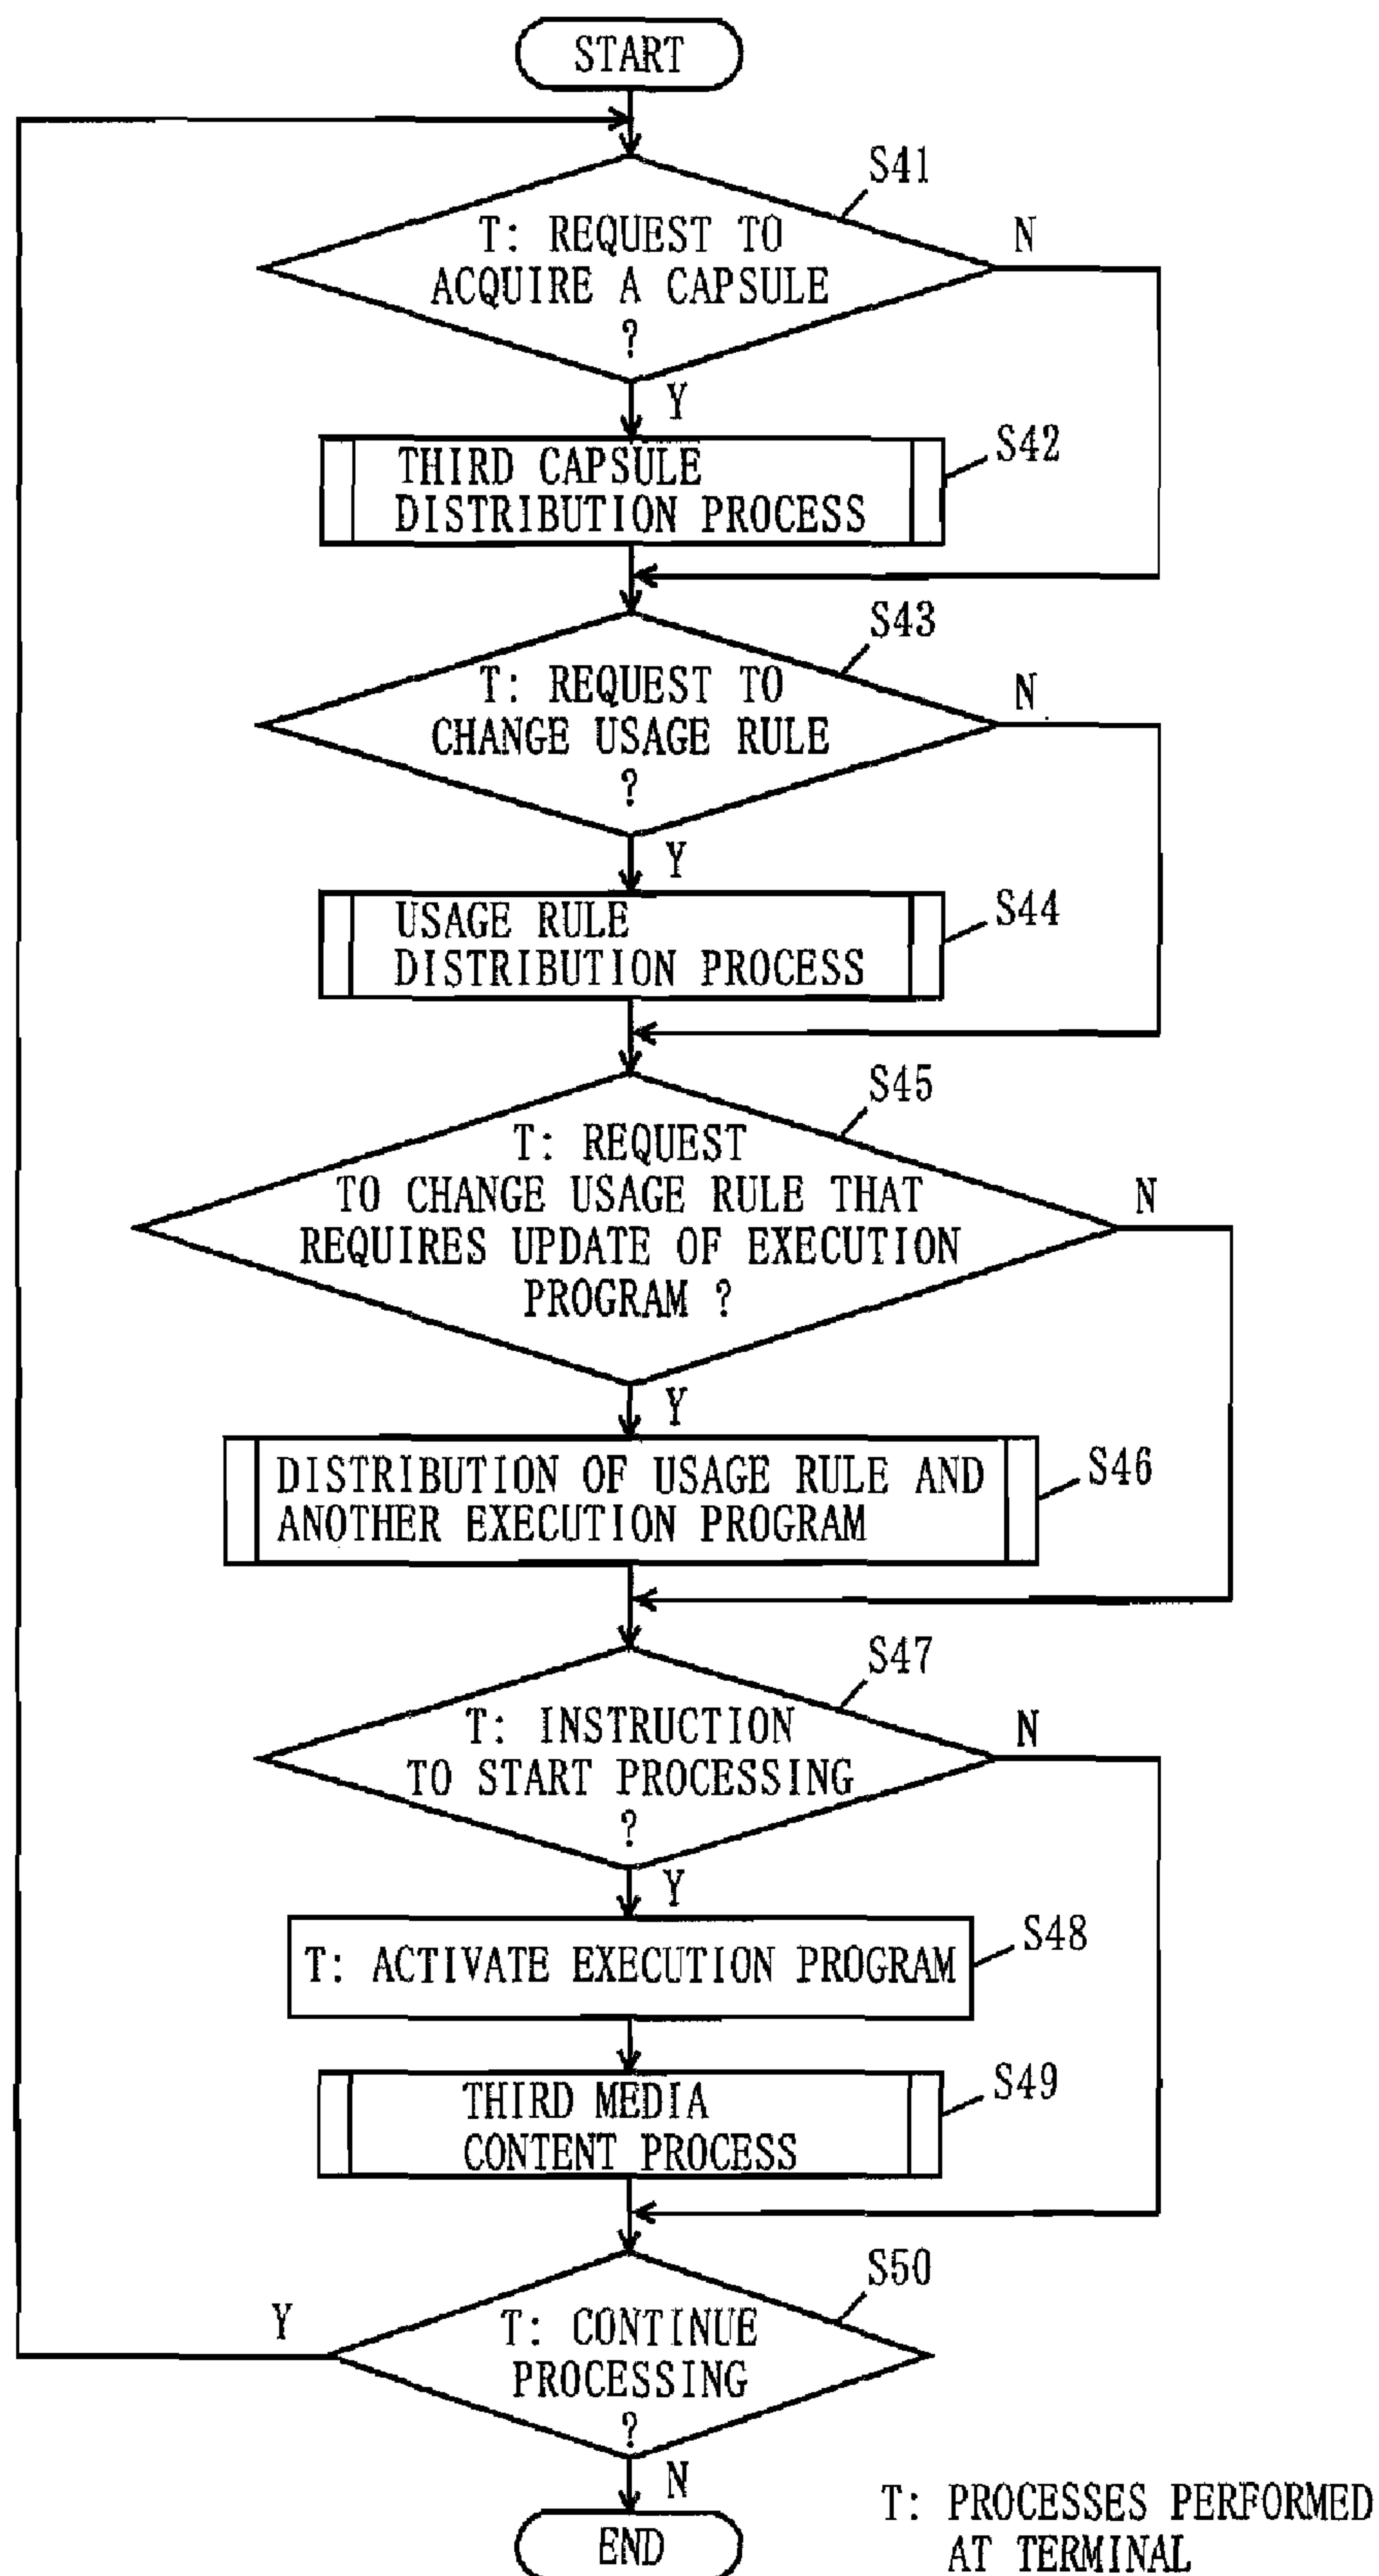 START
S41
T: REQUEST TO
ACQUIRE A CAPSULE
?
N
Y
THIRD CAPSULE
DISTRIBUTION PROCESS
S42
S43
T: REQUEST TO
CHANGE USAGE RULE
?
N
Y
USAGE RULE
DISTRIBUTION PROCESS
S44
S45
T: REQUEST
TO CHANGE USAGE RULE THAT
REQUIRES UPDATE OF EXECUTION
PROGRAM ?
N
Y
DISTRIBUTION OF USAGE RULE AND
ANOTHER EXECUTION PROGRAM
S46
S47
T: INSTRUCTION
TO START PROCESSING
?
N
Y
T: ACTIVATE EXECUTION PROGRAM
S48
THIRD MEDIA
CONTENT PROCESS
S49
S50
T: CONTINUE
PROCESSING
?
Y
N
END
T: PROCESSES PERFORMED
AT TERMINAL